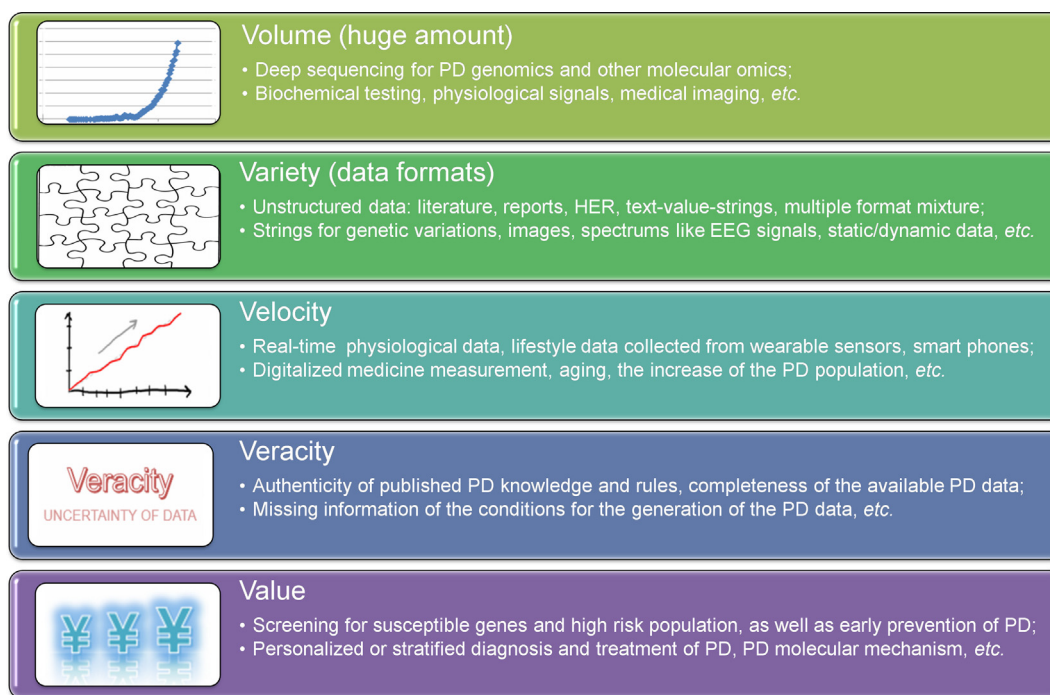 Volume (huge amount)
• Deep sequencing for PD genomics and other molecular omics;
• Biochemical testing, physiological signals, medical imaging, etc.
Variety (data formats)
• Unstructured data: literature, reports, HER, text-value-strings, multiple format mixture;
• Strings for genetic variations, images, spectrums like EEG signals, static/dynamic data, etc.
Velocity
• Real-time physiological data, lifestyle data collected from wearable sensors, smart phones;
• Digitalized medicine measurement, aging, the increase of the PD population, etc.
Veracity
UNCERTAINTY OF DATA
Veracity
• Authenticity of published PD knowledge and rules, completeness of the available PD data;
• Missing information of the conditions for the generation of the PD data, etc.
¥ ¥ ¥
Value
• Screening for susceptible genes and high risk population, as well as early prevention of PD;
• Personalized or stratified diagnosis and treatment of PD, PD molecular mechanism, etc.